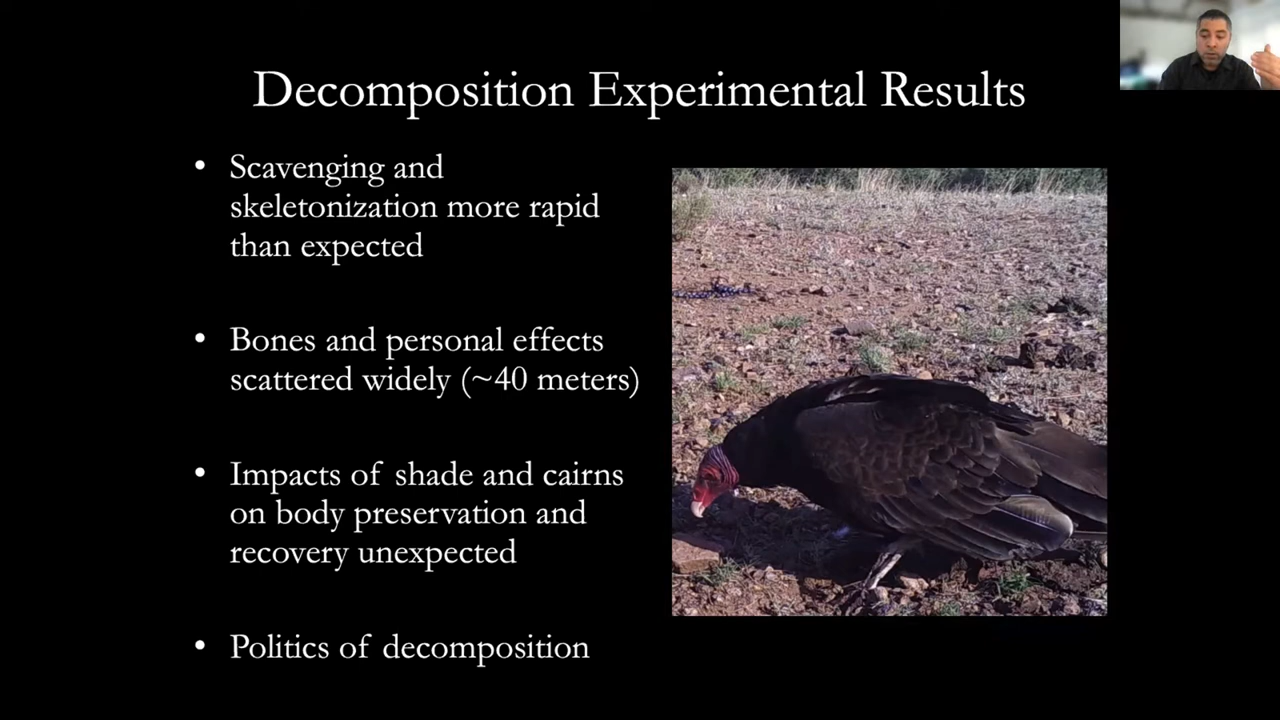 Decomposition Experimental Results
• Scavenging and
skeletonization more rapid
than expected
• Bones and personal effects
scattered widely (~40 meters)
• Impacts of shade and cairns
on body preservation and
recovery unexpected
• Politics of decomposition